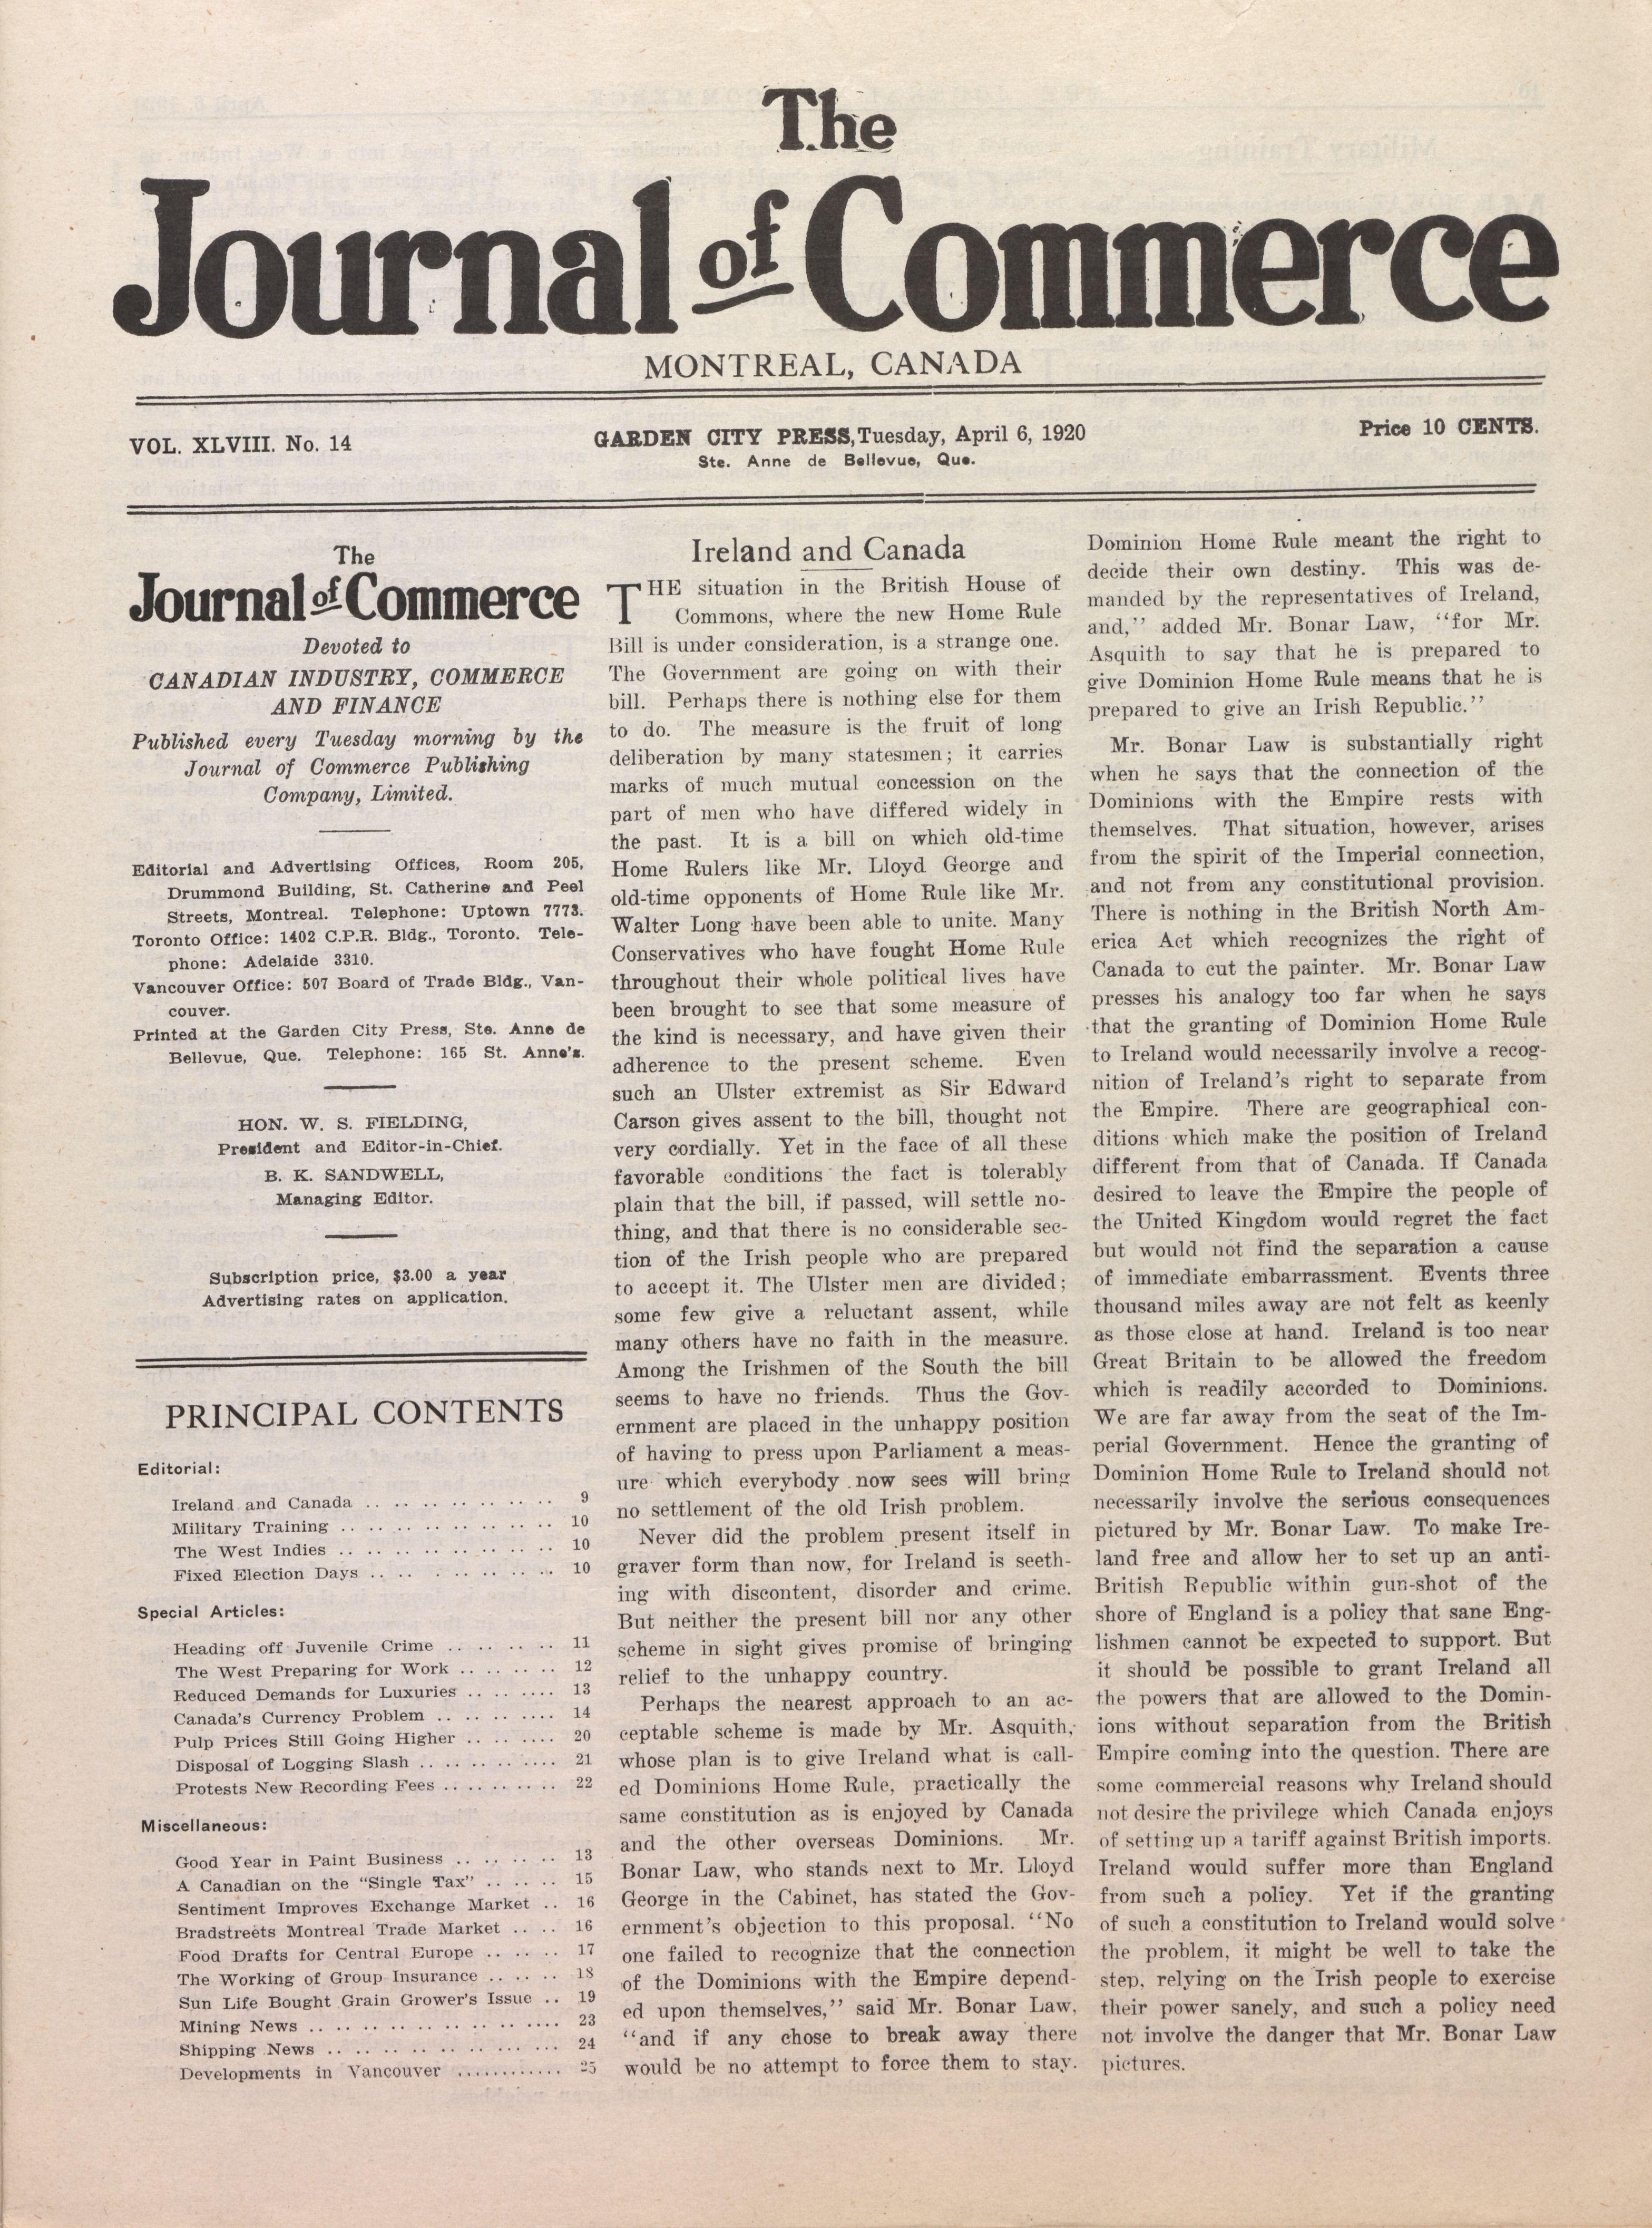 The
Journal of Commerce
MONTREAL, CANADA
VOL. XLVIII. No. 14
GARDEN CITY PRESS, Tuesday, April 6, 1920
Ste. Anne de Bellevue, Que.
Price 10 CENTS.
The
Journal of Commerce
Devoted to
CANADIAN INDUSTRY, COMMERCE
AND FINANCE
Published every Tuesday morning by the
Journal of Commerce Publishing
Company, Limited.
Editorial and Advertising Offices, Room 205,
Drummond Building, St. Catherine and Peel
Streets, Montreal. Telephone: Uptown 7773.
Toronto Office: 1402 C.P.R. Bldg., Toronto. Tele-
phone: Adelaide 3310.
Vancouver Office: 507 Board of Trade Bldg., Van-
couver.
Printed at the Garden City Press, Ste. Anne de
Bellevue, Que. Telephone: 165 St. Anne's.
HON. W. S. FIELDING,
President and Editor-in-Chief.
B. K. SANDWELL,
Managing Editor.
Subscription price, $3.00 a year
Advertising rates on application.
PRINCIPAL CONTENTS
Editorial:
Ireland and Canada .. .. .. .. .. .. .. 9
Military Training .. .. .. .. .. .. .. .. 10
The West Indies .. .. .. .. .. .. .. .. 10
Fixed Election Days .. .. . .. .. .. .. 10
Special Articles:
Heading off Juvenile Crime .. .. .. .. 11
The West Preparing for Work .. .. .. .. 12
Reduced Demands for Luxuries .. .. .... 13
Canada's Currency Problem .. .. .. .... 14
Pulp Prices Still Going Higher .. .. .... 20
Disposal of Logging Slash .. .. .. .. .... 21
Protests New Recording Fees .. .. .. .. .. 22
Miscellaneous:
Good Year in Paint Business .. .. .. .. 13
A Canadian on the "Single Tax" .. .. .. 15
Sentiment Improves Exchange Market .. 16
Bradstreets Montreal Trade Market .. .. 16
Food Drafts for Central Europe .. .. .. 17
The Working of Group Insurance .. .. .. 18
Sun Life Bought Grain Grower's Issue .. 19
Mining News .. .. .. .. .. .. .. .. .... 23
Shipping News .. .. .. .. .. .. ... ... 24
Developments in Vancouver ............ 25
Ireland and Canada
THE situation in the British House of
Commons, where the new Home Rule
Bill is under consideration, is a strange one.
The Government are going on with their
bill. Perhaps there is nothing else for them
to do. The measure is the fruit of long
deliberation by many statesmen; it carries
marks of much mutual concession on the
part of men who have differed widely in
the past. It is a bill on which old-time
Home Rulers like Mr. Lloyd George and
old-time opponents of Home Rule like Mr.
Walter Long have been able to unite. Many
Conservatives who have fought Home Rule
throughout their whole political lives have
been brought to see that some measure of
the kind is necessary, and have given their
adherence to the present scheme. Even
such an Ulster extremist as Sir Edward
Carson gives assent to the bill, thought not
very cordially. Yet in the face of all these
favorable conditions the fact is tolerably
plain that the bill, if passed, will settle no-
thing, and that there is no considerable sec-
tion of the Irish people who are prepared
to accept it. The Ulster men are divided;
some few give a reluctant assent, while
many others have no faith in the measure.
Among the Irishmen of the South the bill
seems to have no friends. Thus the Gov-
ernment are placed in the unhappy position
of having to press upon Parliament a meas-
ure which everybody now sees will bring
no settlement of the old Irish problem.
Never did the problem present itself in
graver form than now, for Ireland is seeth-
ing with discontent, disorder and crime.
But neither the present bill nor any other
scheme in sight gives promise of bringing
relief to the unhappy country.
Perhaps the nearest approach to an ac-
ceptable scheme is made by Mr. Asquith,
whose plan is to give Ireland what is call-
ed Dominions Home Rule, practically the
same constitution as is enjoyed by Canada
and the other overseas Dominions. Mr.
Bonar Law, who stands next to Mr. Lloyd
George in the Cabinet, has stated the Gov-
ernment's objection to this proposal. "No
one failed to recognize that the connection
of the Dominions with the Empire depend-
ed upon themselves," said Mr. Bonar Law,
"and if any chose to break away there
would be no attempt to force them to stay.
Dominion Home Rule meant the right to
decide their own destiny. This was de-
manded by the representatives of Ireland,
and," added Mr. Bonar Law, "for Mr.
Asquith to say that he is prepared to
give Dominion Home Rule means that he is
prepared to give an Irish Republic."
Mr. Bonar Law is substantially right
when he says that the connection of the
Dominions with the Empire rests with
themselves. That situation, however, arises
from the spirit of the Imperial connection,
and not from any constitutional provision.
There is nothing in the British North Am-
erica Act which recognizes the right of
Canada to cut the painter. Mr. Bonar Law
presses his analogy too far when he says
that the granting of Dominion Home Rule
to Ireland would necessarily involve a recog-
nition of Ireland's right to separate from
the Empire. There are geographical con-
ditions which make the position of Ireland
different from that of Canada. If Canada
desired to leave the Empire the people of
the United Kingdom would regret the fact
but would not find the separation a cause
of immediate embarrassment. Events three
thousand miles away are not felt as keenly
as those close at hand. Ireland is too near
Great Britain to be allowed the freedom
which is readily accorded to Dominions.
We are far away from the seat of the Im-
perial Government. Hence the granting of
Dominion Home Rule to Ireland should not
necessarily involve the serious consequences
pictured by Mr. Bonar Law. To make Ire-
land free and allow her to set up an anti-
British Republic within gun-shot of the
shore of England is a policy that sane Eng-
lishmen cannot be expected to support. But
it should be possible to grant Ireland all
the powers that are allowed to the Domin-
ions without separation from the British
Empire coming into the question. There are
some commercial reasons why Ireland should
not desire the privilege which Canada enjoys
of setting up a tariff against British imports.
Ireland would suffer more than England
from such a policy. Yet if the granting
of such a constitution to Ireland would solve
the problem, it might be well to take the
step, relying on the Irish people to exercise
their power sanely, and such a policy need
not involve the danger that Mr. Bonar Law
pictures.